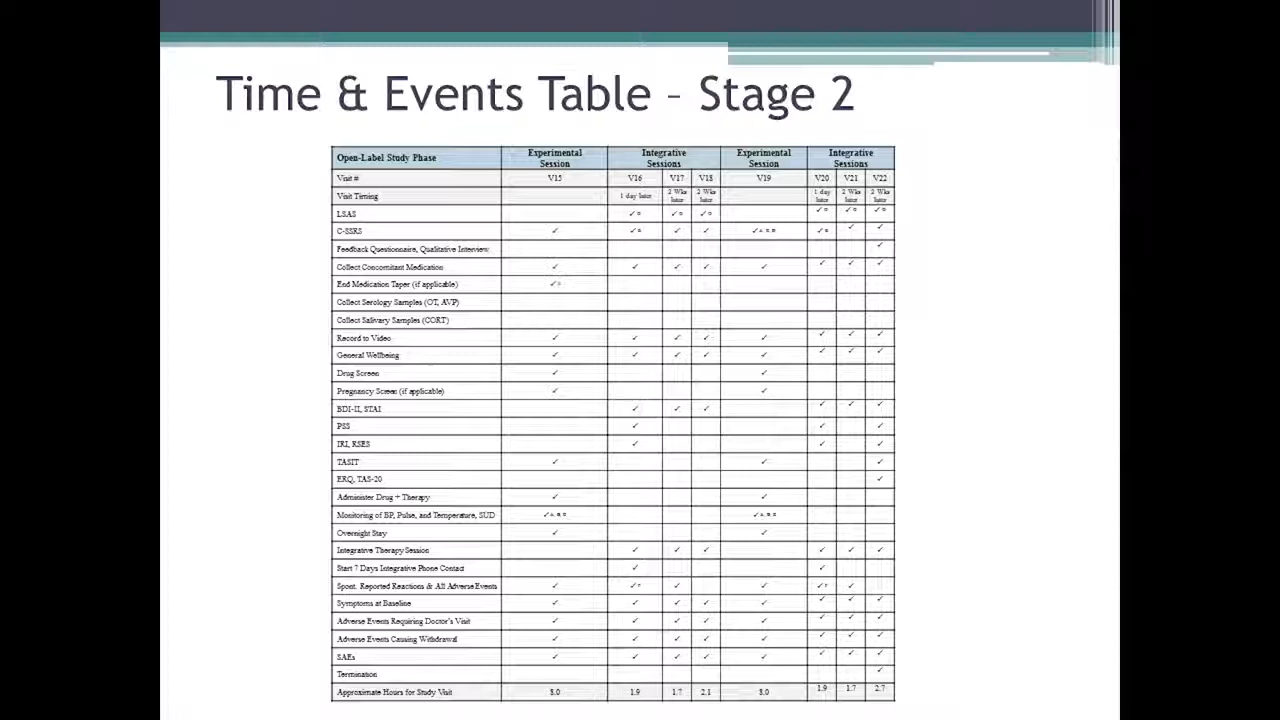 Time & Events Table – Stage 2
Open-Label Study Phase Experimental Session Integrative Sessions Experimental Session Integrative Sessions
Visit # V15 V16 V17 V18 V19 V20 V21 V22
Visit Timing 1 day later 2 Wks later 2 Wks later 1 day later 2 Wks later 2 Wks later
LSAS ✓ ✓ ✓ ✓ ✓ ✓
C-SSRS ✓ ✓ ✓ ✓ ✓ ✓ ✓ ✓
Feedback Questionnaire, Qualitative Interview ✓
Collect Concomitant Medication ✓ ✓ ✓ ✓ ✓ ✓ ✓ ✓
End Medication Taper (if applicable) ✓
Collect Serology Samples (OT, AVP)
Collect Salivary Samples (CORT)
Record to Video ✓ ✓ ✓ ✓ ✓ ✓ ✓ ✓
General Wellbeing ✓ ✓ ✓ ✓ ✓ ✓ ✓ ✓
Drug Screen ✓ ✓
Pregnancy Screen (if applicable) ✓ ✓
BDI-II, STAI ✓ ✓ ✓ ✓ ✓ ✓
PSS ✓ ✓ ✓
IRI, RSES ✓ ✓ ✓
TASIT ✓ ✓ ✓
ERQ, TAS-20 ✓
Administer Drug + Therapy ✓ ✓
Monitoring of BP, Pulse, and Temperature, SUD ✓ ✓
Overnight Stay ✓ ✓
Integrative Therapy Session ✓ ✓ ✓ ✓ ✓ ✓
Start 7 Days Integrative Phone Contact ✓ ✓
Spont. Reported Reactions & All Adverse Events ✓ ✓ ✓ ✓ ✓ ✓
Symptoms at Baseline ✓ ✓ ✓ ✓ ✓ ✓ ✓ ✓
Adverse Events Requiring Doctor's Visit ✓ ✓ ✓ ✓ ✓ ✓ ✓ ✓
Adverse Events Causing Withdrawal ✓ ✓ ✓ ✓ ✓ ✓ ✓ ✓
SAEs ✓ ✓ ✓ ✓ ✓ ✓ ✓ ✓
Termination ✓
Approximate Hours for Study Visit 8.0 1.9 1.7 2.1 8.0 1.9 1.7 2.7